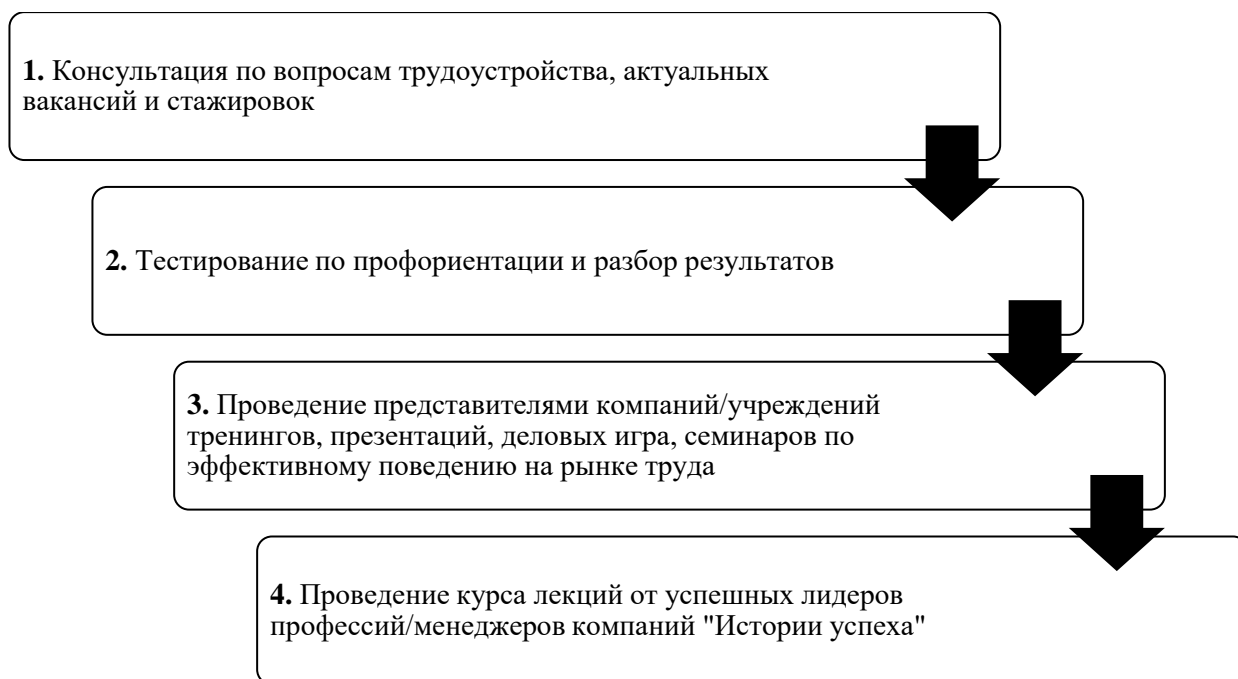 1. Консультация по вопросам трудоустройства, актуальных
вакансий и стажировок
2. Тестирование по профориентации и разбор результатов
3. Проведение представителями компаний/учреждений
тренингов, презентаций, деловых игра, семинаров по
эффективному поведению на рынке труда
4. Проведение курса лекций от успешных лидеров
профессий/менеджеров компаний "Истории успеха"